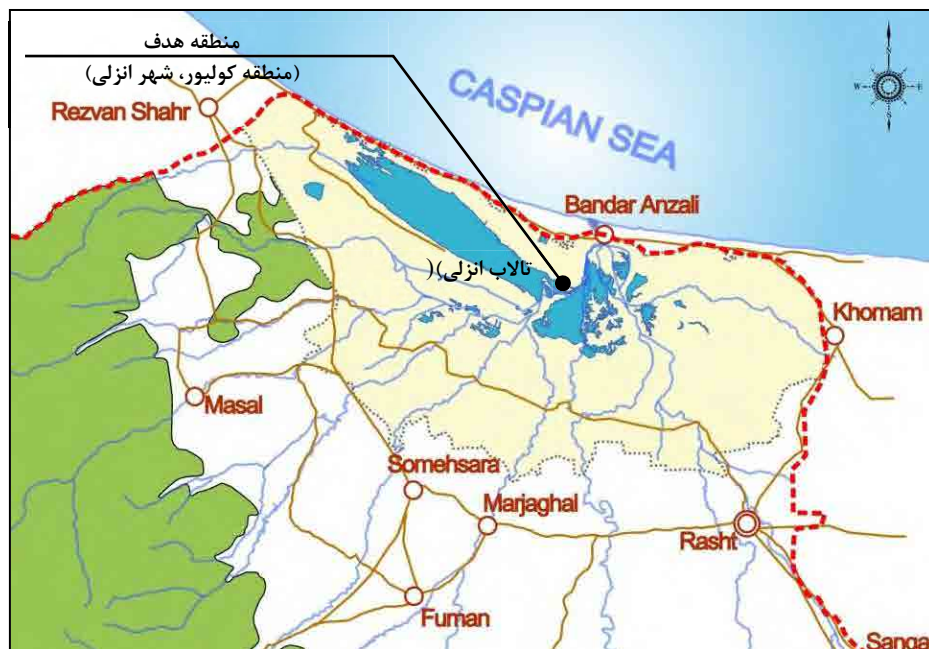 منطقه هدف
(منطقه کولیور، شهر انزلی)
Rezvan Shahr
CASPIAN SEA
N
W
E
S
Bandar Anzali
تالاب انزلی)(
Khomam
Masal
Somehsara
Marjaghal
Rasht
Fuman
Sanga